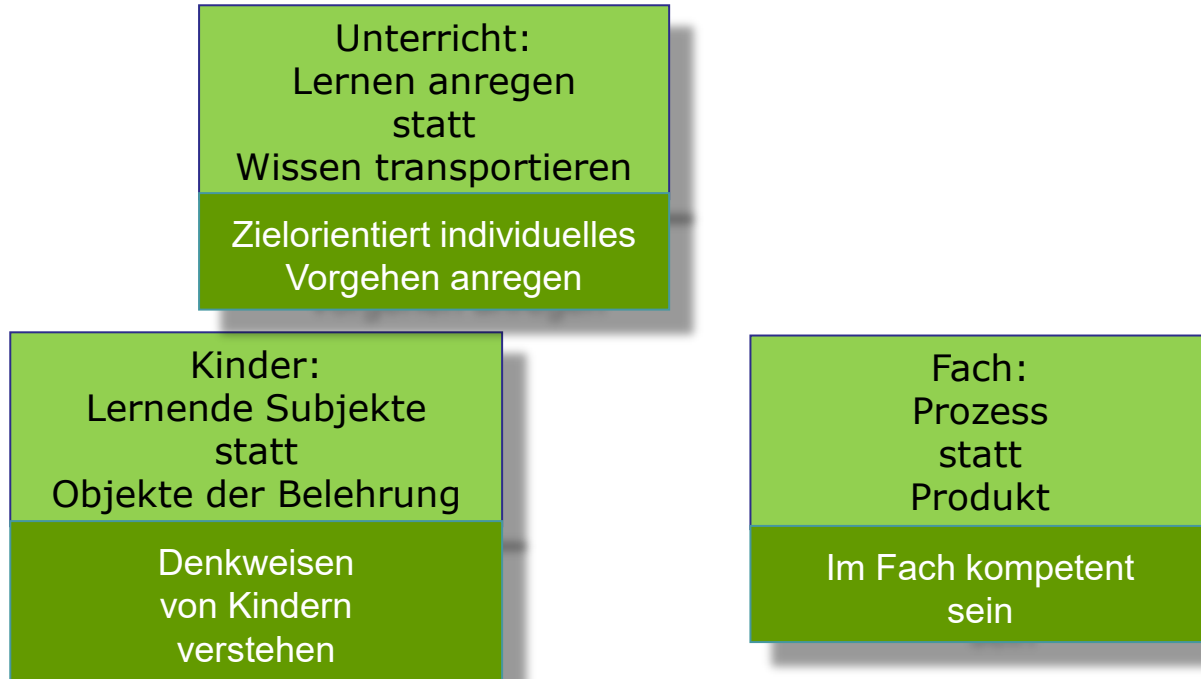 Unterricht:
Lernen anregen
statt
Wissen transportieren
Zielorientiert individuelles
Vorgehen anregen
Kinder:
Lernende Subjekte
statt
Objekte der Belehrung
Denkweisen
von Kindern
verstehen
Fach:
Prozess
statt
Produkt
Im Fach kompetent
sein